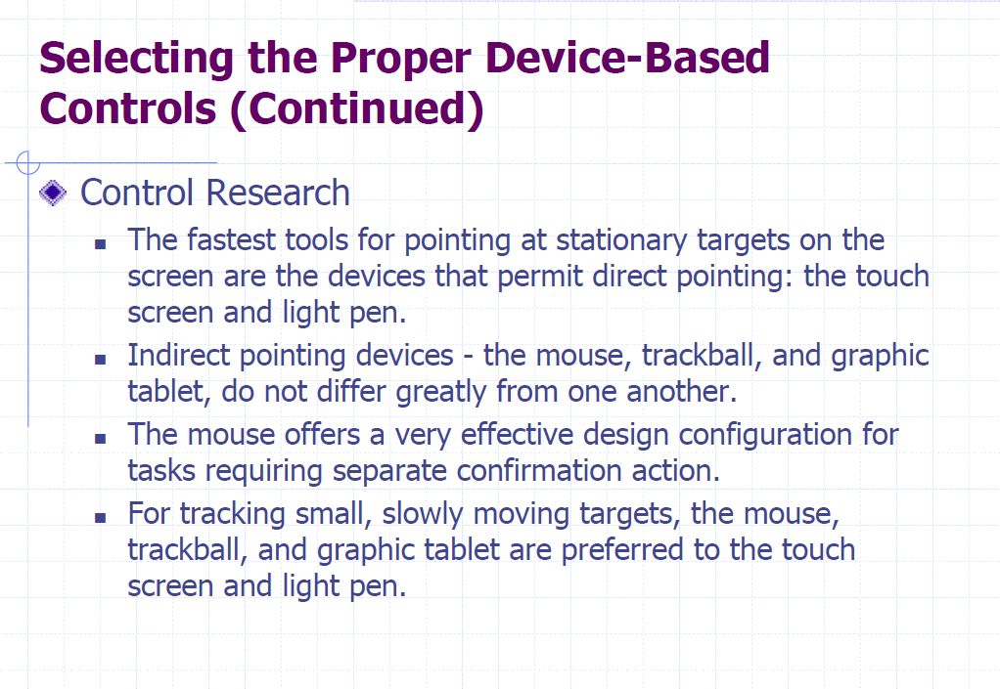 Selecting the Proper Device-Based
Controls (Continued)
Control Research
The fastest tools for pointing at stationary targets on the
screen are the devices that permit direct pointing: the touch
screen and light pen.
Indirect pointing devices - the mouse, trackball, and graphic
tablet, do not differ greatly from one another.
The mouse offers a very effective design configuration for
tasks requiring separate confirmation action.
For tracking small, slowly moving targets, the mouse,
trackball, and graphic tablet are preferred to the touch
screen and light pen.